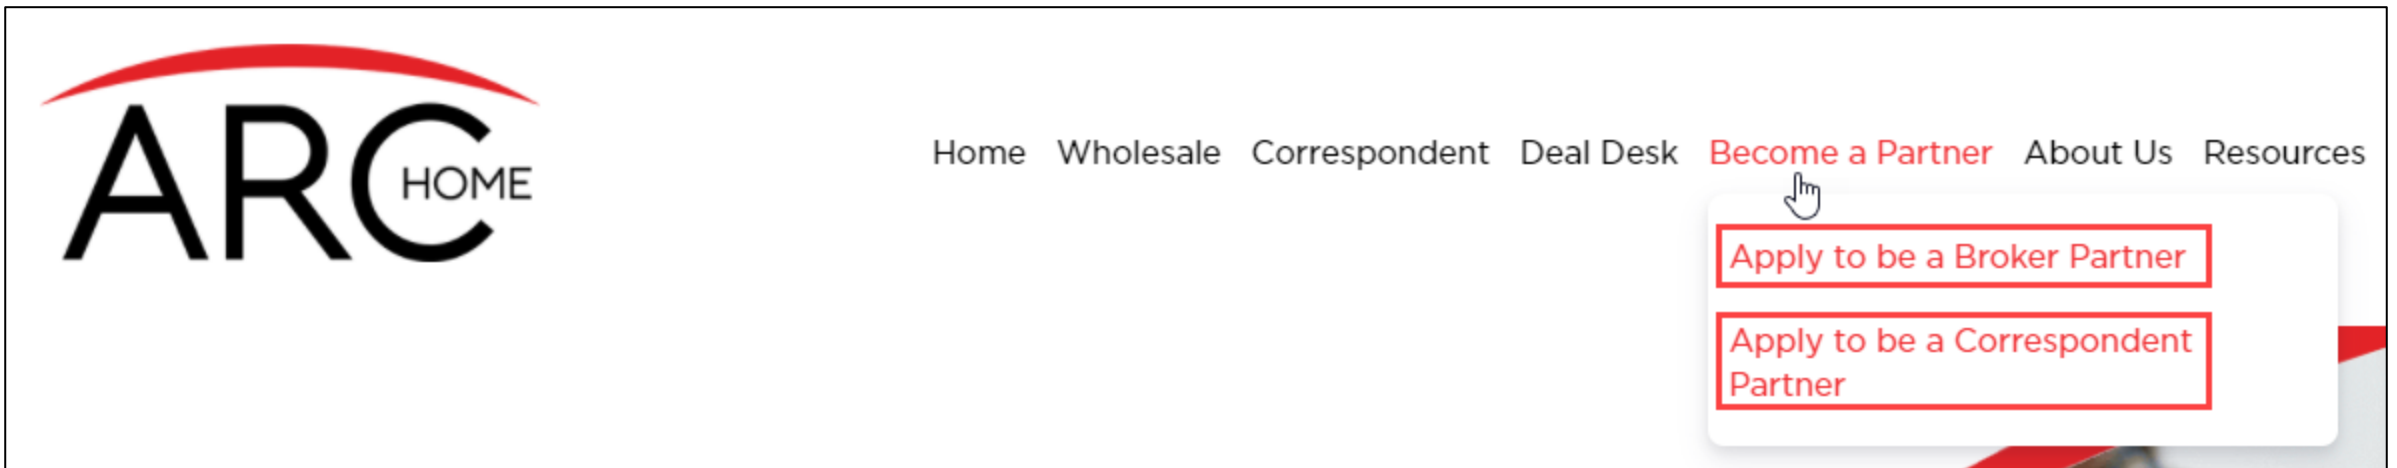 ARC HOME
Home Wholesale Correspondent Deal Desk Become a Partner About Us Resources
Apply to be a Broker Partner
Apply to be a Correspondent
Partner